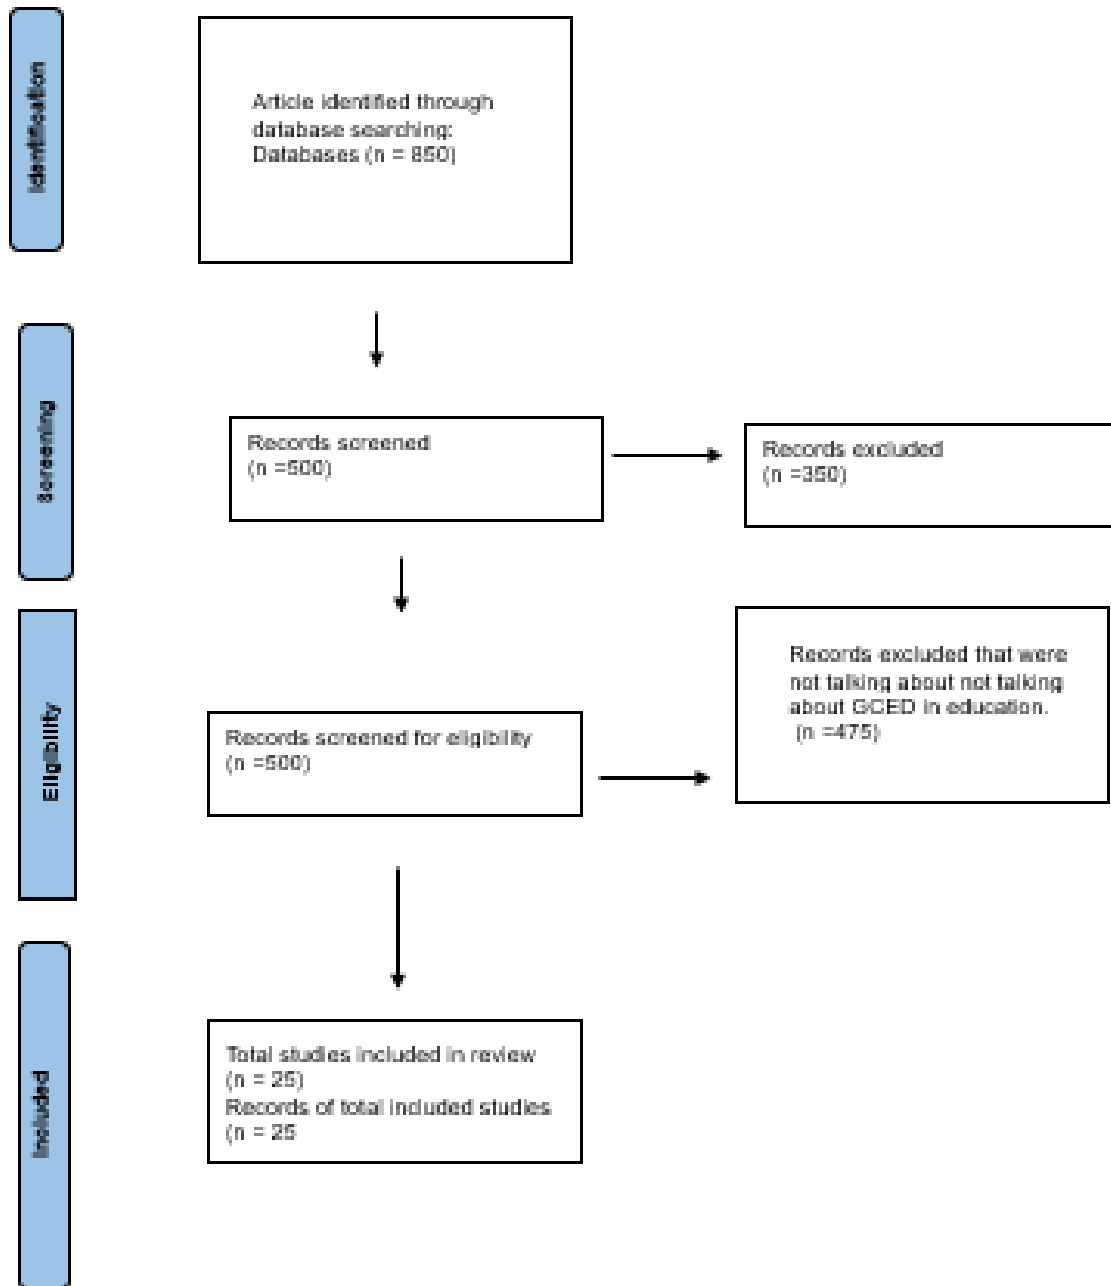 Identification
Article identified through
database searching:
Databases (n = 850)
Screening
Records screened
(n =500)
Records excluded
(n =350)
Eligibility
Records screened for eligibility
(n =500)
Records excluded that were
not talking about not talking
about GCED in education.
(n =475)
Included
Total studies included in review
(n = 25)
Records of total included studies
(n = 25